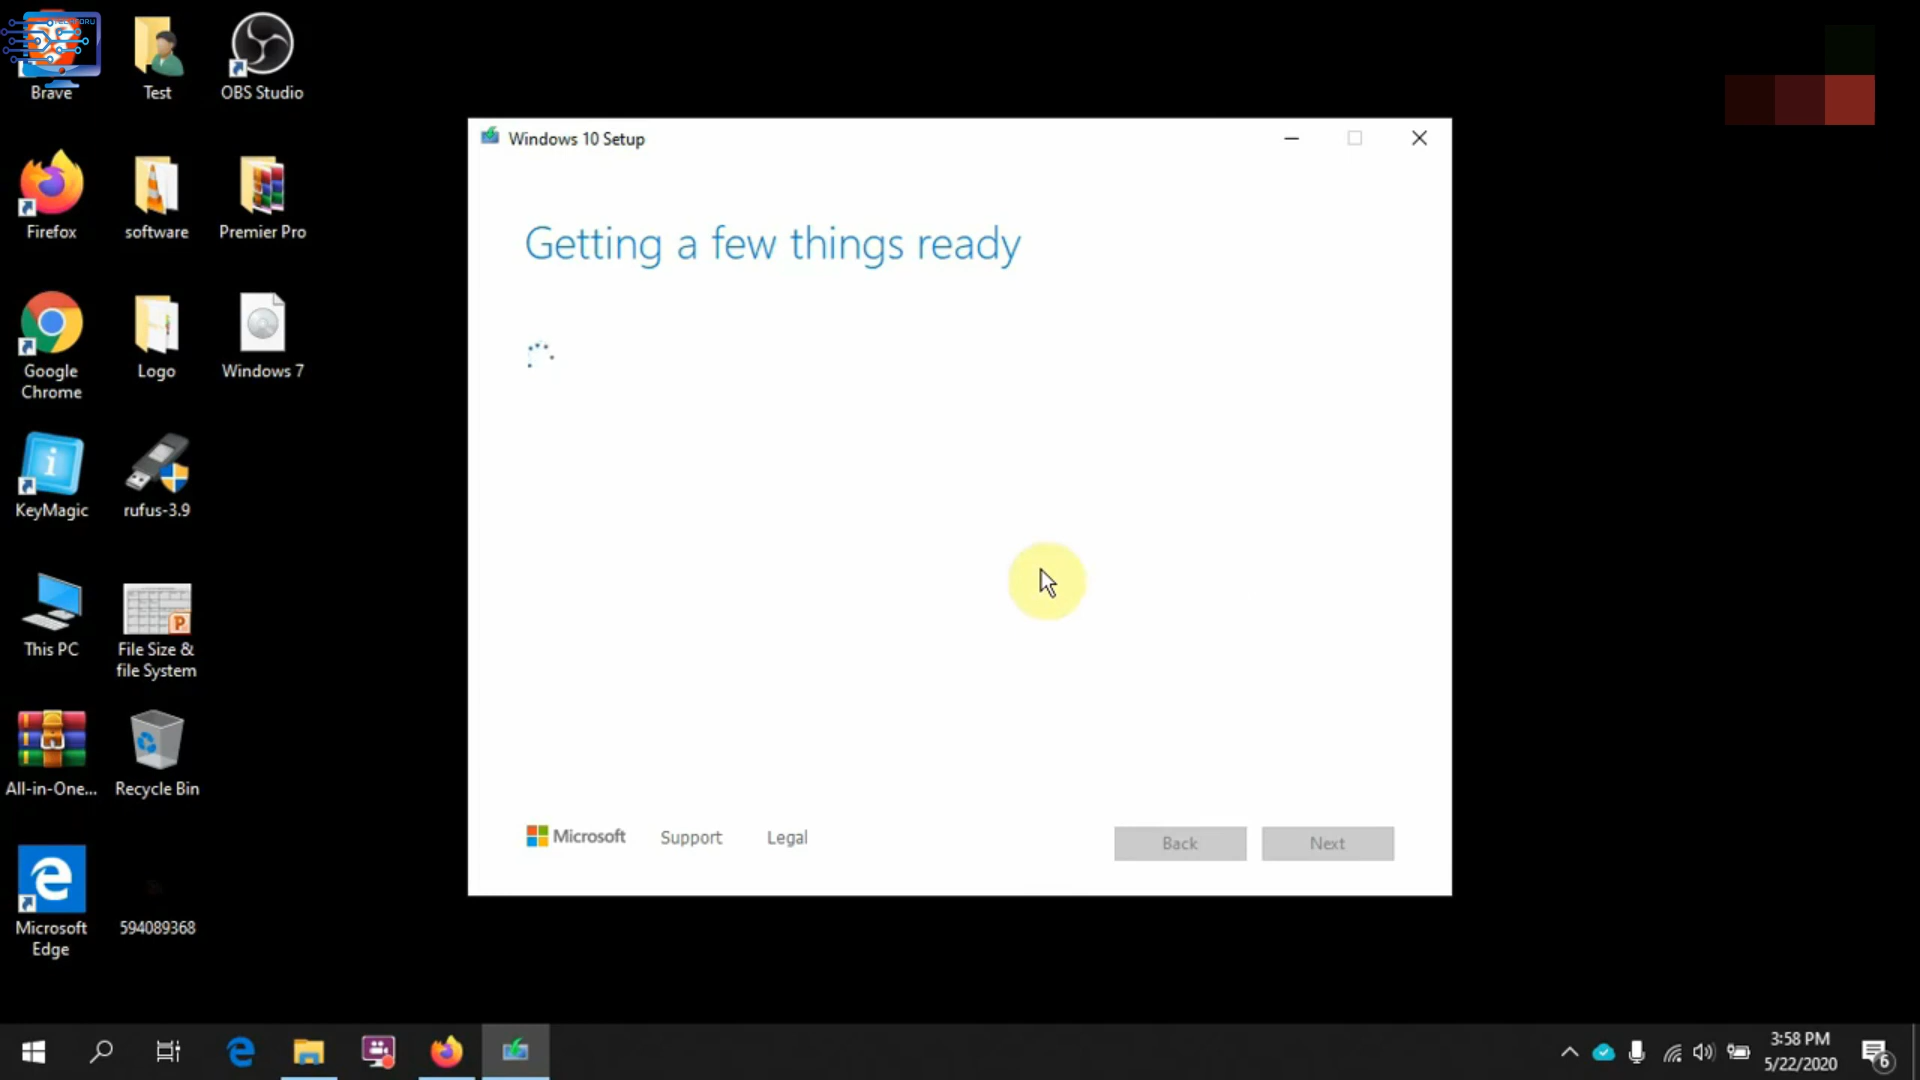 Brave
Test
OBS Studio
Firefox
software
Premier Pro
Google
Chrome
Logo
Windows 7
KeyMagic
rufus-3.9
This PC
File Size &
file System
All-in-One...
Recycle Bin
Microsoft
Edge
594089368
Windows 10 Setup
Getting a few things ready
Microsoft
Support
Legal
Back
Next
3:58 PM
5/22/2020
6